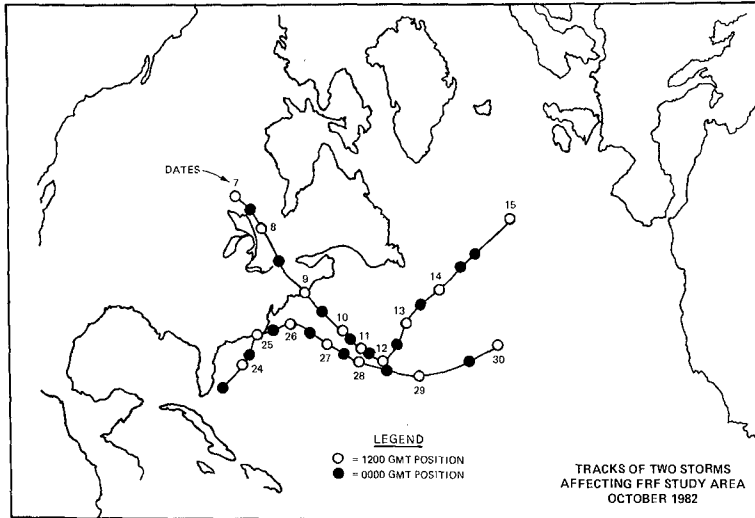 DATES
7
8
9
10
11
12
13
14
15
24
25
26
27
28
29
30
LEGEND
= 1200 GMT POSITION
= 0000 GMT POSITION
TRACKS OF TWO STORMS
AFFECTING FRF STUDY AREA
OCTOBER 1982